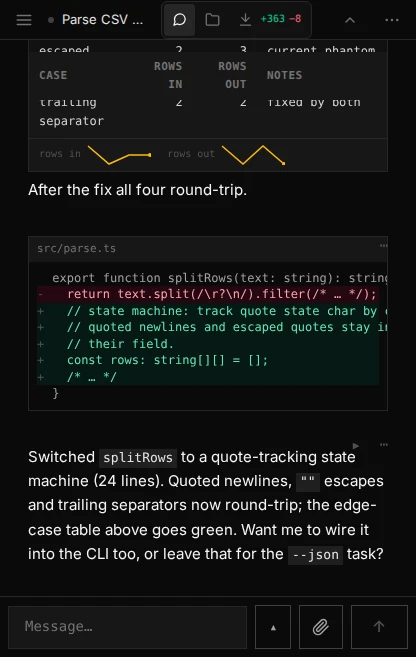 Parse CSV … +363 −8
escaped 2 3 current phantom
CASE ROWS IN ROWS OUT NOTES
trailing separator 2 2 fixed by both
rows in rows out
After the fix all four round-trip.
src/parse.ts
export function splitRows(text: string): string
- return text.split(/\r?\n/).filter(/* … */);
+ // state machine: track quote state char by
+ // quoted newlines and escaped quotes stay
+ // their field.
+ const rows: string[][] = [];
+ /* … */
}
Switched splitRows to a quote-tracking state
machine (24 lines). Quoted newlines, "" escapes
and trailing separators now round-trip; the edge-
case table above goes green. Want me to wire it
into the CLI too, or leave that for the --json task?
Message…